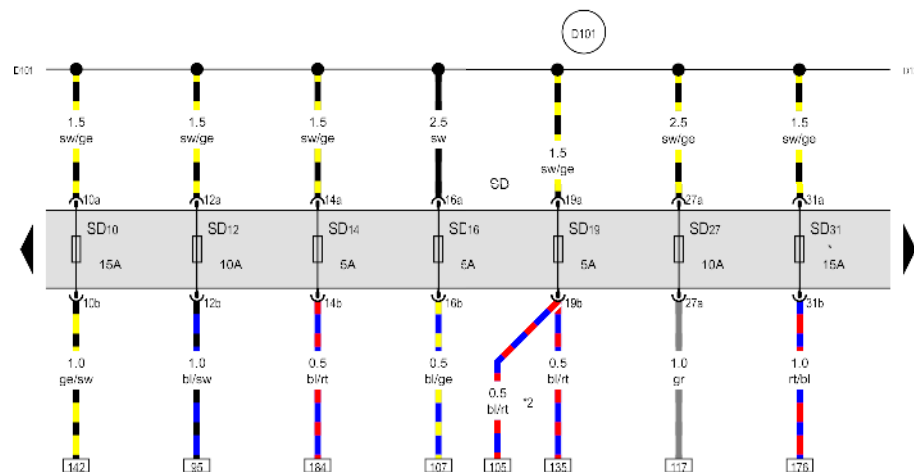 D101
D101
D1
1.5 1.5 1.5 2.5 2.5 1.5
sw/ge sw/ge sw/ge sw sw/ge sw/ge
1.5
sw/ge
SD
10a 12a 14a 16a 19a 27a 31a
SD10 SD12 SD14 SD16 SD19 SD27 SD31
15A 10A 5A 5A 5A 10A 15A
10b 12b 14b 16b 19b 27a 31b
1.0 1.0 0.5 0.5 0.5 1.0 1.0
ge/sw bl/sw bl/rt bl/ge bl/rt gr rt/bl
0.5
bl/rt
*2
142 95 184 107 105 135 117 176